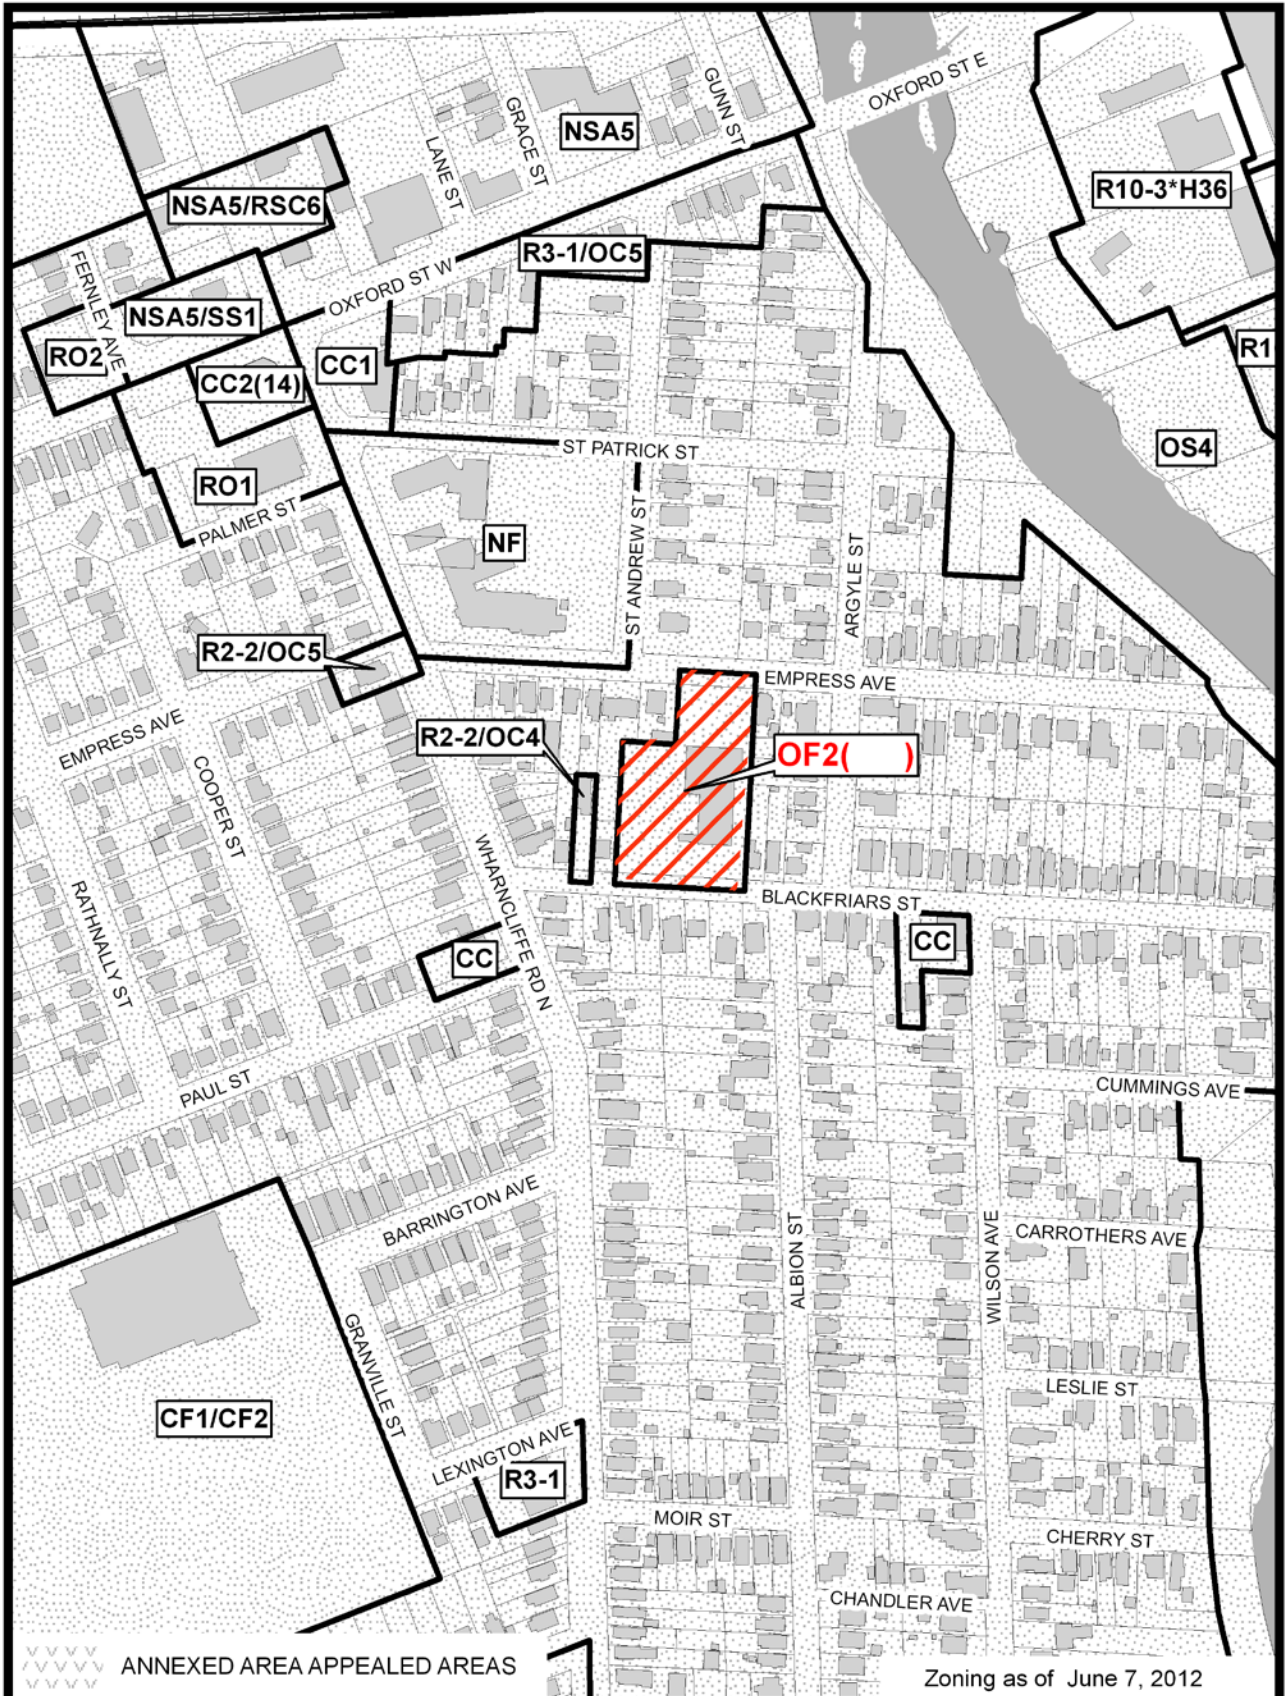 OXFORD ST E
GUNN ST
GRACE ST
NSA5
LANE ST
R10-3*H36
NSA5/RSC6
R3-1/OC5
OXFORD ST W
FERNLEY AVE
NSA5/SS1
RO2
CC1
CC2(14)
R1
OS4
ST PATRICK ST
RO1
PALMER ST
NF
ST ANDREW ST
ARGYLE ST
R2-2/OC5
EMPRESS AVE
EMPRESS AVE
R2-2/OC4
OF2( )
COOPER ST
WHARNCLIFFE RD N
RATHNALLY ST
BLACKFRIARS ST
CC
CC
PAUL ST
CUMMINGS AVE
BARRINGTON AVE
ALBION ST
WILSON AVE
CARROTHERS AVE
GRANVILLE ST
LESLIE ST
CF1/CF2
LEXINGTON AVE
R3-1
MOIR ST
CHERRY ST
CHANDLER AVE
ANNEXED AREA APPEALED AREAS
Zoning as of June 7, 2012